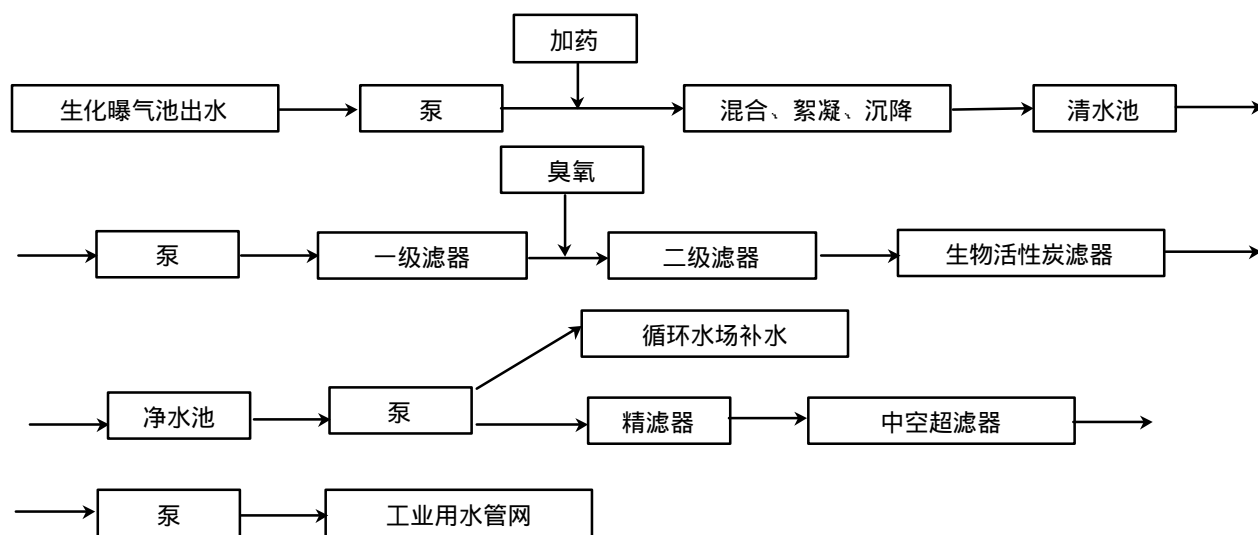 加药
生化曝气池出水
泵
混合、絮凝、沉降
清水池
臭氧
泵
一级滤器
二级滤器
生物活性炭滤器
循环水场补水
净水池
泵
精滤器
中空超滤器
泵
工业用水管网